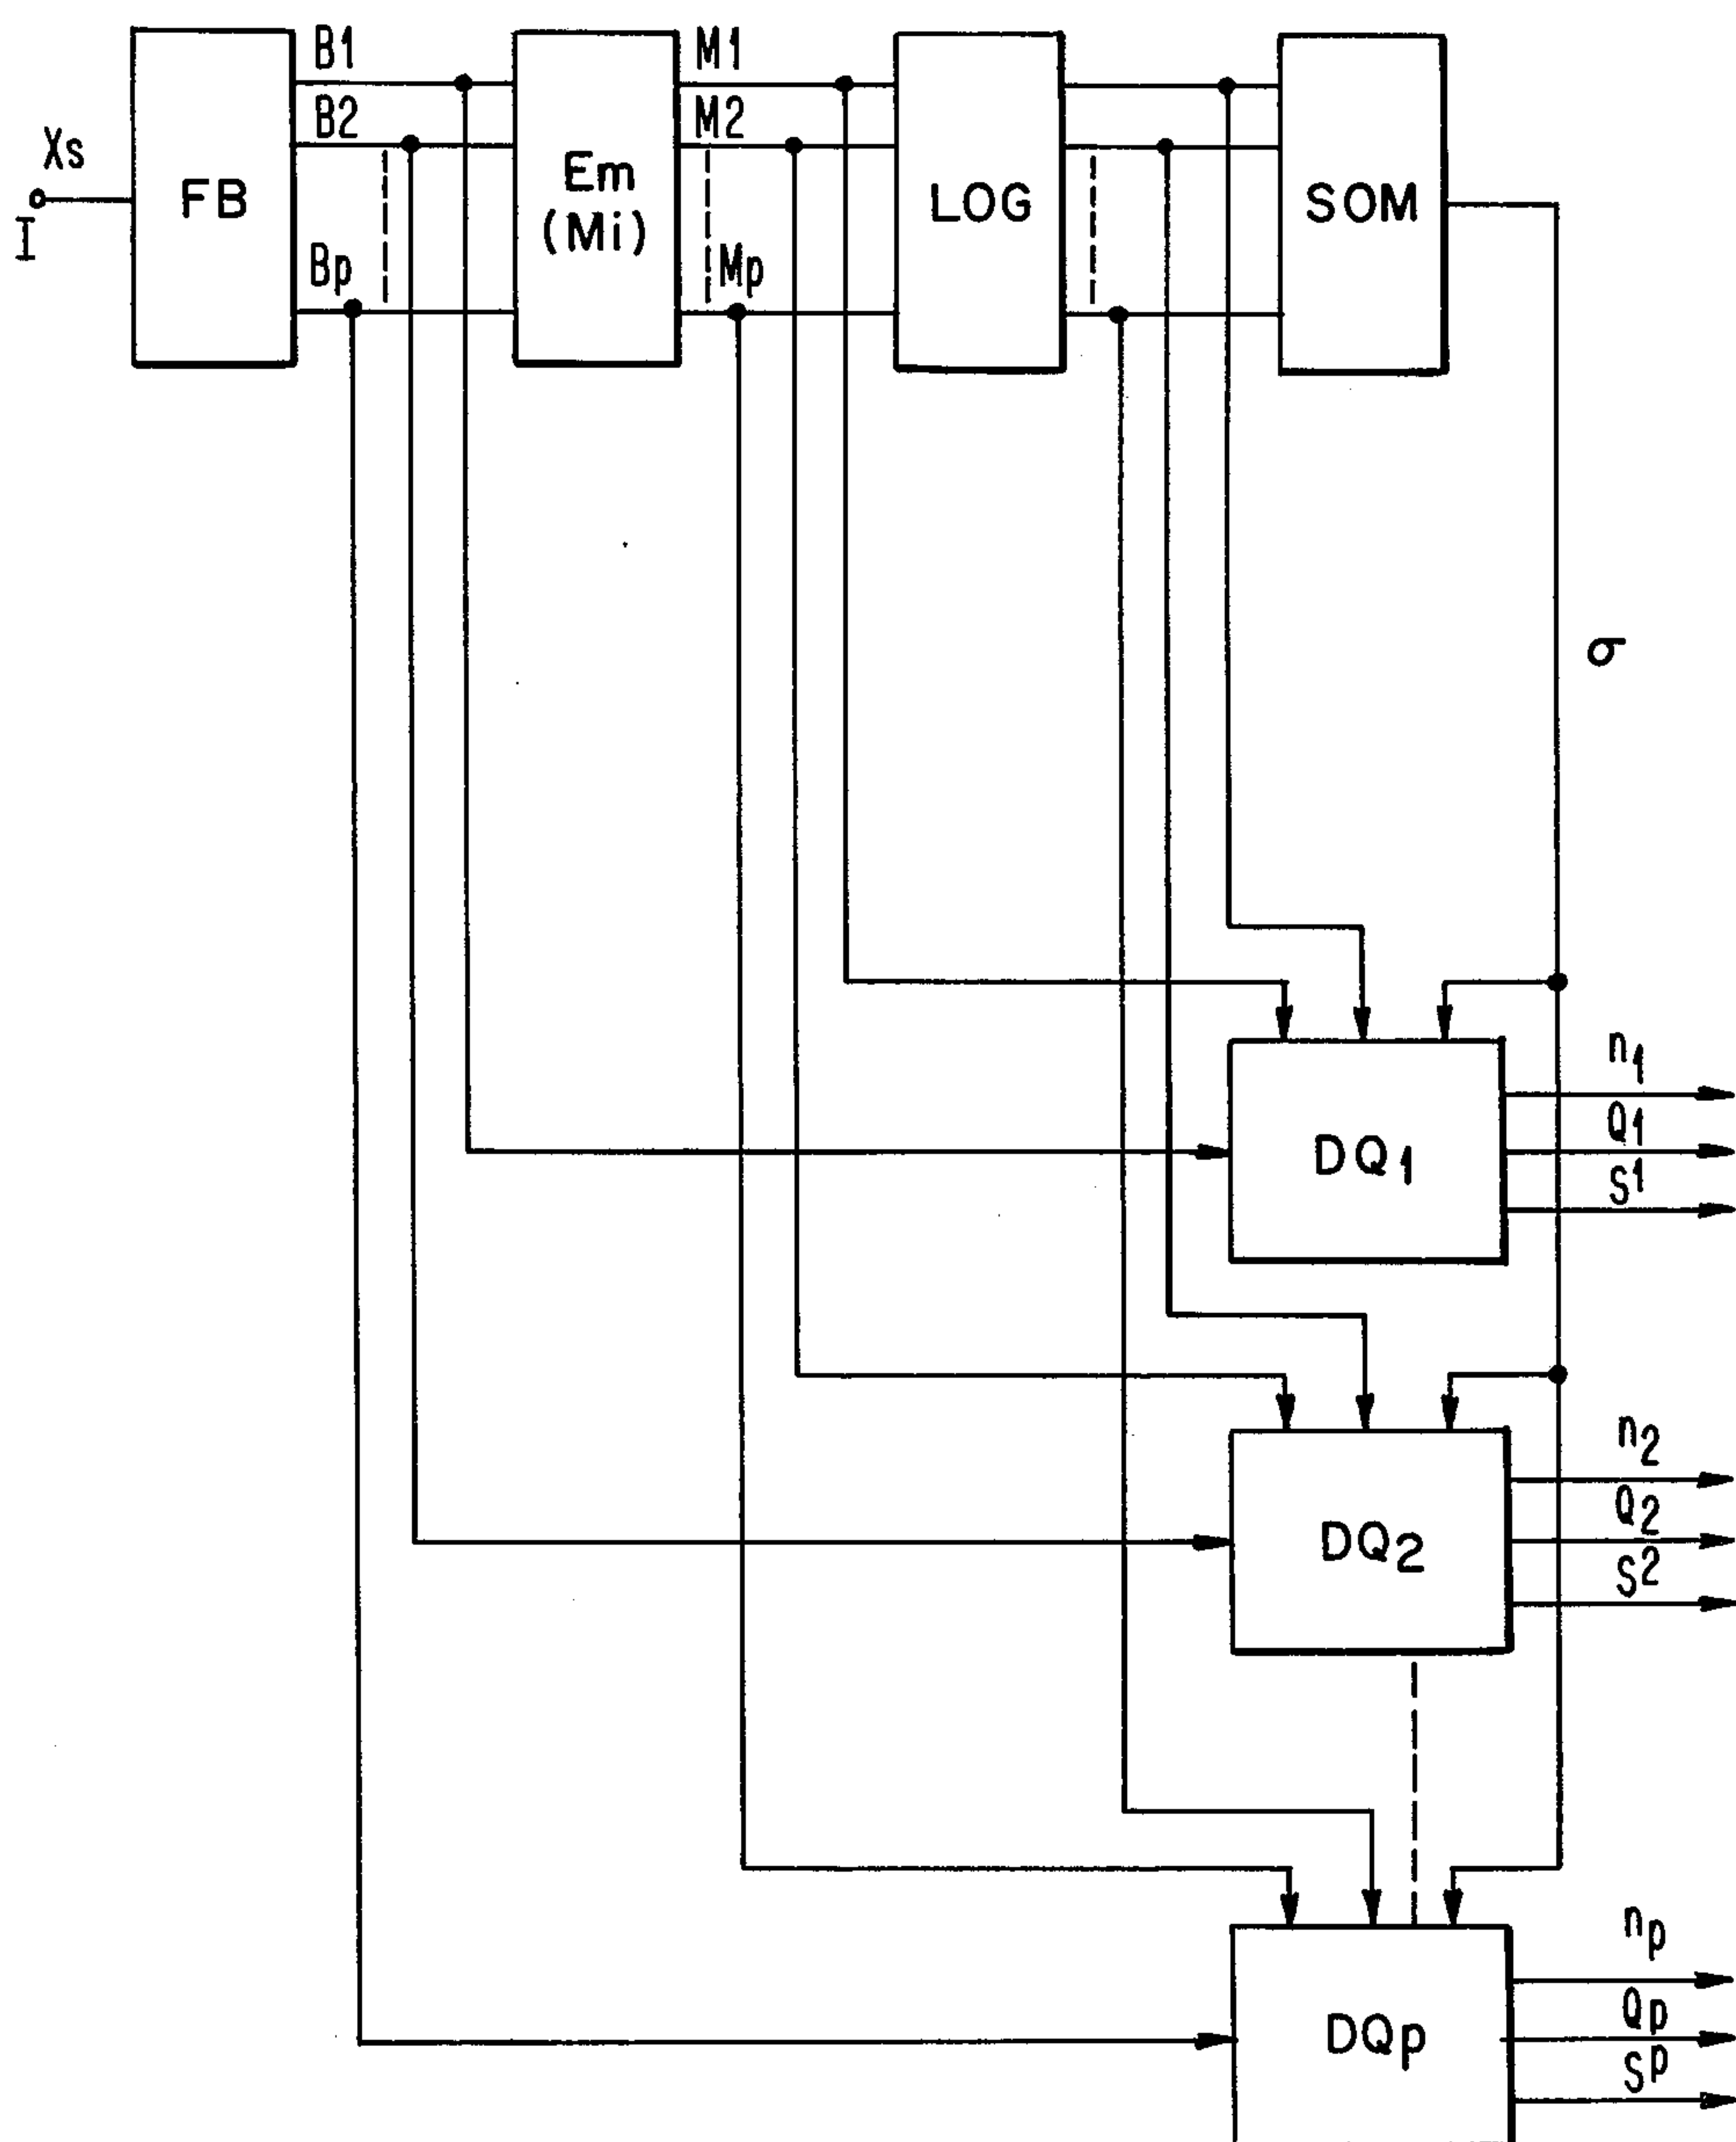 B1
M1
B2
M2
Xs
I
FB
Em
(Mi)
LOG
SOM
Bp
Mp
σ
n1
Q1
S1
DQ1
n2
Q2
S2
DQ2
np
Qp
Sp
DQp